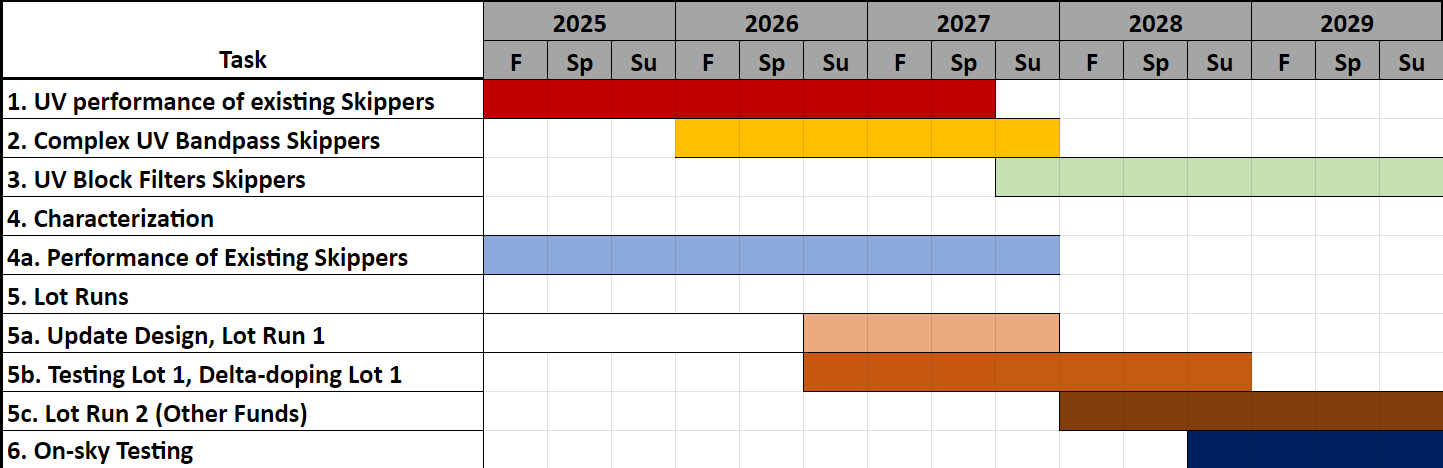 2025 2026 2027 2028 2029
Task
F Sp Su F Sp Su F Sp Su F Sp Su F Sp Su
1. UV performance of existing Skippers
2. Complex UV Bandpass Skippers
3. UV Block Filters Skippers
4. Characterization
4a. Performance of Existing Skippers
5. Lot Runs
5a. Update Design, Lot Run 1
5b. Testing Lot 1, Delta-doping Lot 1
5c. Lot Run 2 (Other Funds)
6. On-sky Testing